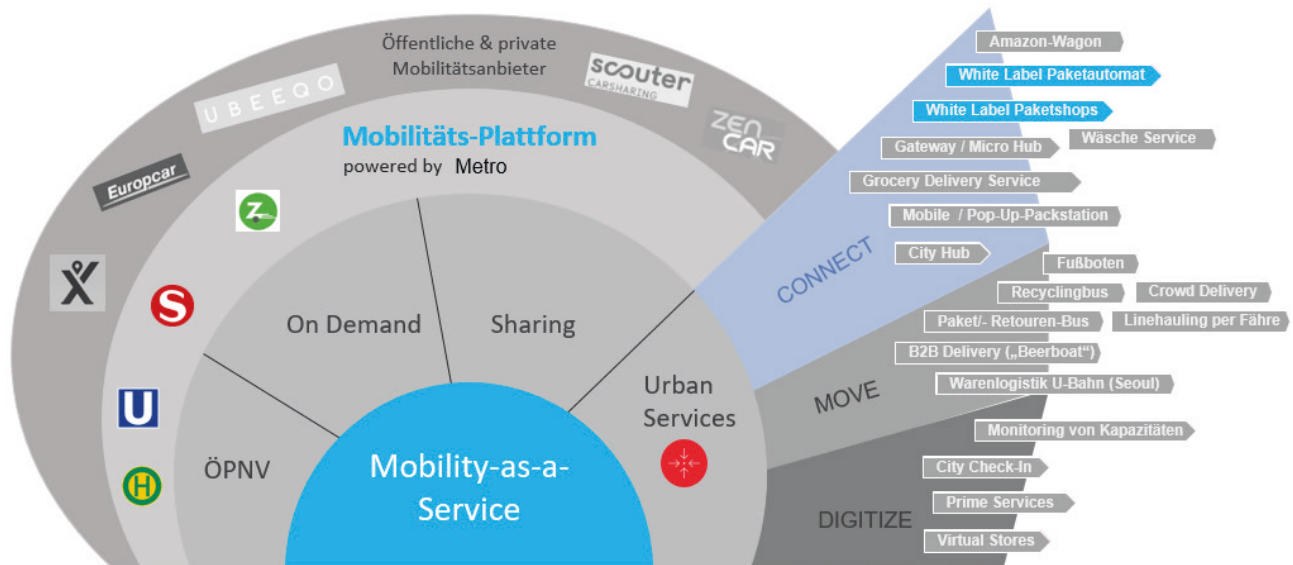 Öffentliche & private
Mobilitätsanbieter
UBEEQO
scouter
CARSHARING
ZEN
CAR
Europcar
X
Mobilitäts-Plattform
powered by Metro
Z
S
U
H
ÖPNV
On Demand
Sharing
Urban
Services
Mobility-as-a-
Service
CONNECT
Amazon-Wagon
White Label Paketautomat
White Label Paketshops
Wäsche Service
Gateway / Micro Hub
Grocery Delivery Service
Mobile / Pop-Up-Packstation
City Hub
MOVE
Fußboten
Recyclingbus
Crowd Delivery
Paket/- Retouren-Bus
Linehauling per Fähre
B2B Delivery („Beerboat“)
Warenlogistik U-Bahn (Seoul)
DIGITIZE
Monitoring von Kapazitäten
City Check-In
Prime Services
Virtual Stores